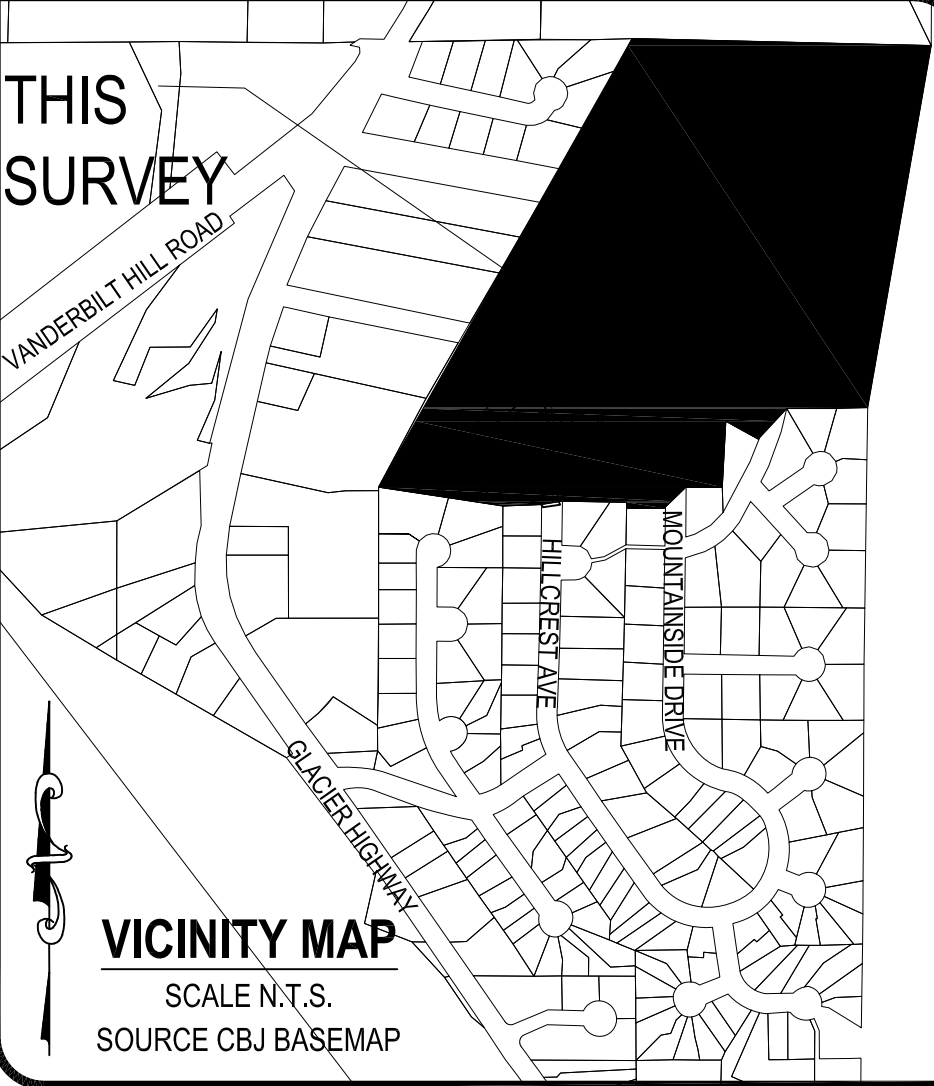 THIS
SURVEY
VANDERBILT HILL ROAD
HILLCREST AVE
MOUNTAINSIDE DRIVE
GLACIER HIGHWAY
VICINITY MAP
SCALE N.T.S.
SOURCE CBJ BASEMAP